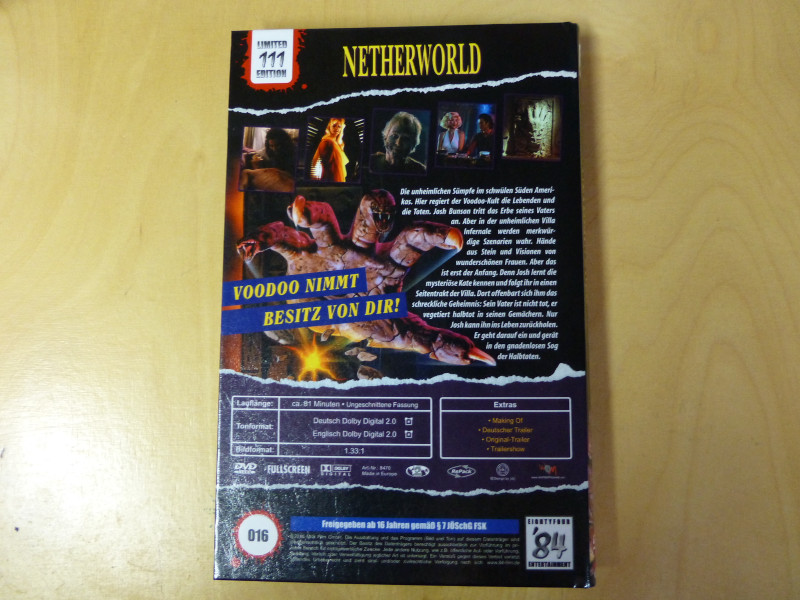 LIMITED
111
EDITION
NETHERWORLD
Die unheimlichen Sümpfe im schwülen Süden Ameri-
kas. Hier regiert der Voodoo-Kult die Lebenden und
die Toten. Josh Bunson tritt das Erbe seines Vaters
an. Aber in der unheimlichen Villa
Infernale werden merkwür-
dige Szenarien wahr. Hände
aus Stein und Visionen von
wunderschönen Frauen. Aber das
ist erst der Anfang. Denn Josh lernt die
mysteriöse Kate kennen und folgt ihr in einen
Seitentrakt der Villa. Dort offenbart sich ihm das
schreckliche Geheimnis: Sein Vater ist nicht tot, er
vegetiert halbtot in seinen Gemächern. Nur
Josh kann ihn ins Leben zurückholen.
Er geht darauf ein und gerät
in den gnadenlosen Sog
der Halbtoten.
VOODOO NIMMT
BESITZ VON DIR!
Lauflänge: ca. 81 Minuten • Ungeschnittene Fassung
Tonformat: Deutsch Dolby Digital 2.0
Englisch Dolby Digital 2.0
Bildformat: 1.33:1
Extras
• Making Of
• Deutscher Trailer
• Original-Trailer
• Trailershow
DVD FULLSCREEN DOLBY DIGITAL
Made in Europe
RePack
016
Freigegeben ab 16 Jahren gemäß § 7 JÖSchG FSK
EIGHTYFOUR
'84
ENTERTAINMENT